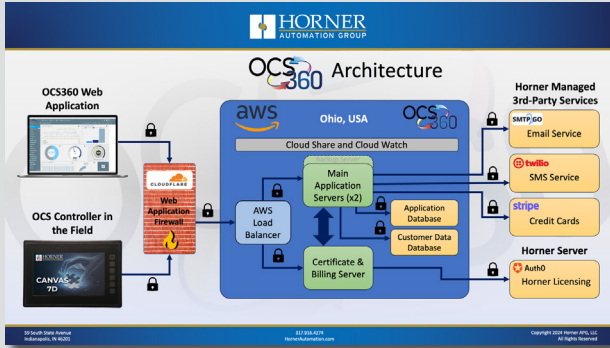 HORNER
AUTOMATION GROUP
OCS360 Architecture
OCS360 Web
Application
OCS Controller in
the Field
HORNER
CANVAS
7D
CLOUDFLARE
Web
Application
Firewall
aws
Ohio, USA
OCS360
Cloud Share and Cloud Watch
Main
Application
Servers (x2)
AWS
Load
Balancer
Application
Database
Customer Data
Database
Certificate &
Billing Server
Horner Managed
3rd-Party Services
SMTP2GO
Email Service
twilio
SMS Service
stripe
Credit Cards
Horner Server
Auth0
Horner Licensing
59 South State Avenue
Indianapolis, IN 46201
317.916.4274
HornerAutomation.com
Copyright 2024 Horner APG, LLC
All Rights Reserved